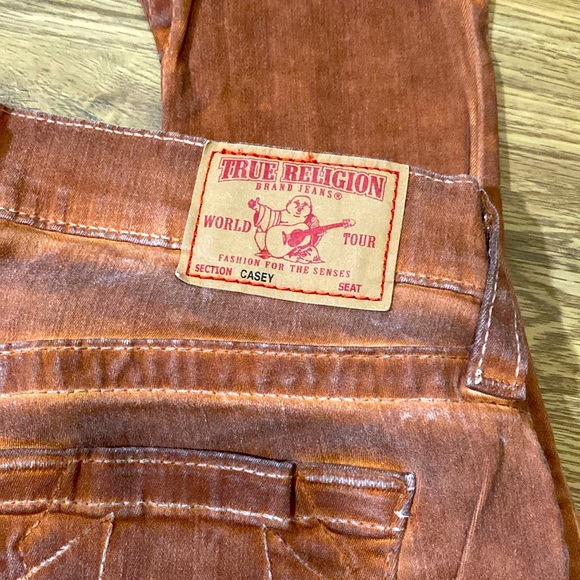 TRUE RELIGION
BRAND JEANS®
WORLD TOUR
FASHION FOR THE SENSES
SECTION CASEY SEAT